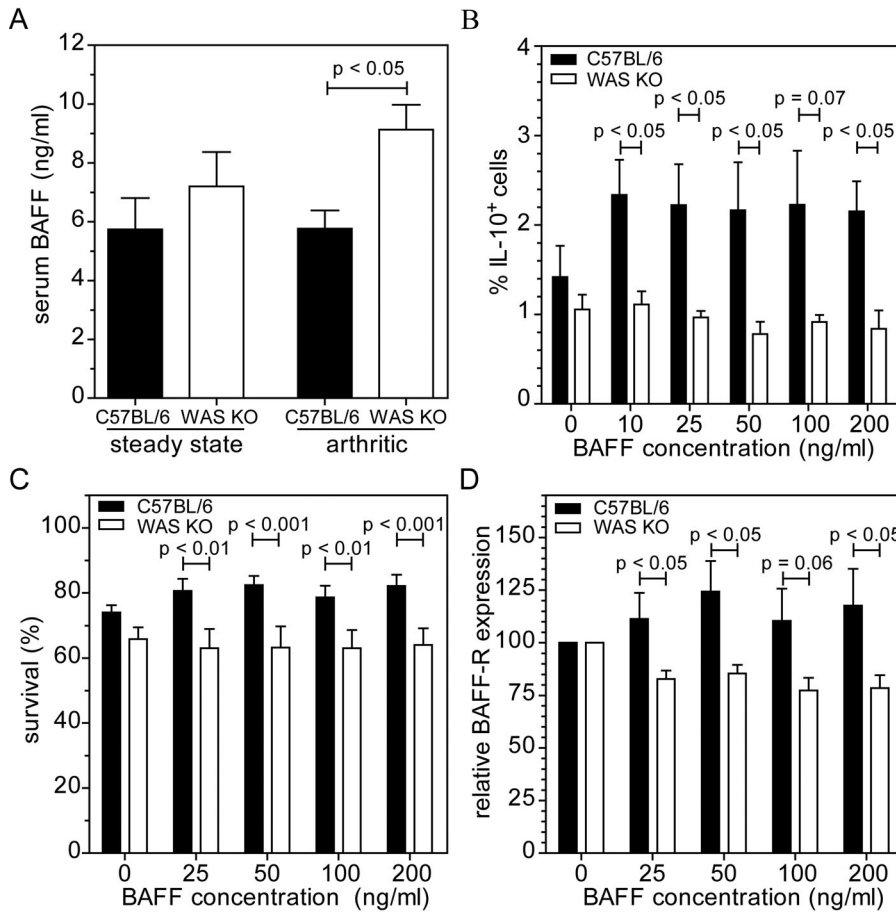 A
serum BAFF (ng/ml)
12
10
8
6
4
2
0
p < 0.05
C57BL/6 WAS KO C57BL/6 WAS KO
steady state arthritic
B
% IL-10⁺ cells
4
3
2
1
0
C57BL/6
WAS KO
p < 0.05
p < 0.05
p < 0.05
p = 0.07
p < 0.05
0 10 25 50 100 200
BAFF concentration (ng/ml)
C
survival (%)
100
80
60
40
20
0
C57BL/6
WAS KO
p < 0.01
p < 0.001
p < 0.01
p < 0.001
0 25 50 100 200
BAFF concentration (ng/ml)
D
relative BAFF-R expression
150
125
100
75
50
25
0
C57BL/6
WAS KO
p < 0.05
p < 0.05
p = 0.06
p < 0.05
0 25 50 100 200
BAFF concentration (ng/ml)